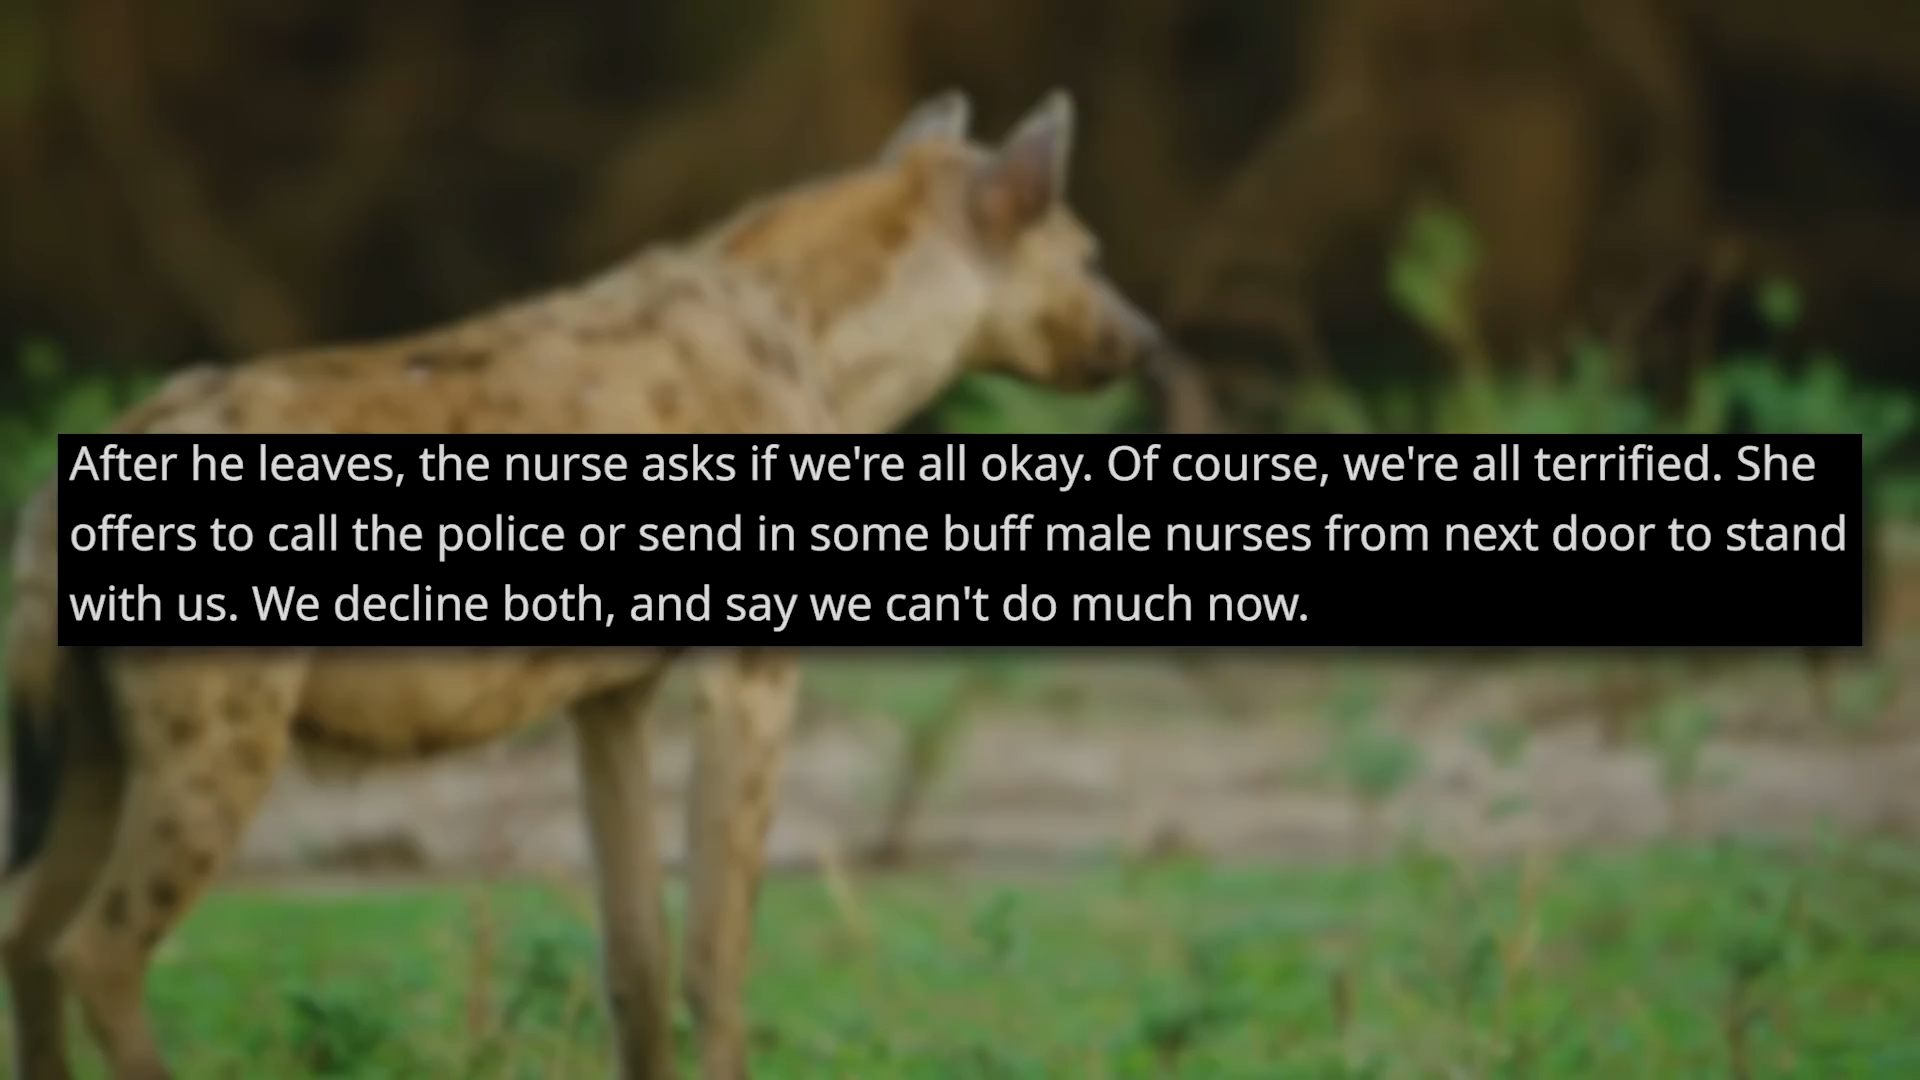 After he leaves, the nurse asks if we're all okay. Of course, we're all terrified. She
offers to call the police or send in some buff male nurses from next door to stand
with us. We decline both, and say we can't do much now.